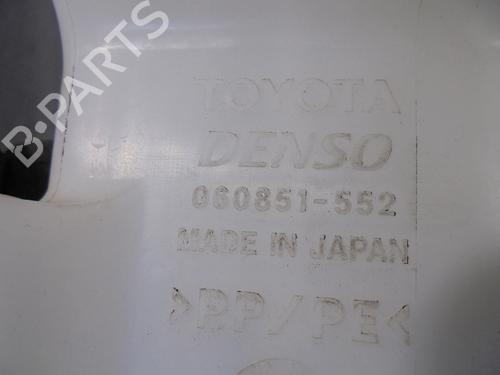 B-PARTS
TOYOTA
DENSO
060851-552
MADE IN JAPAN
>PP/PE<